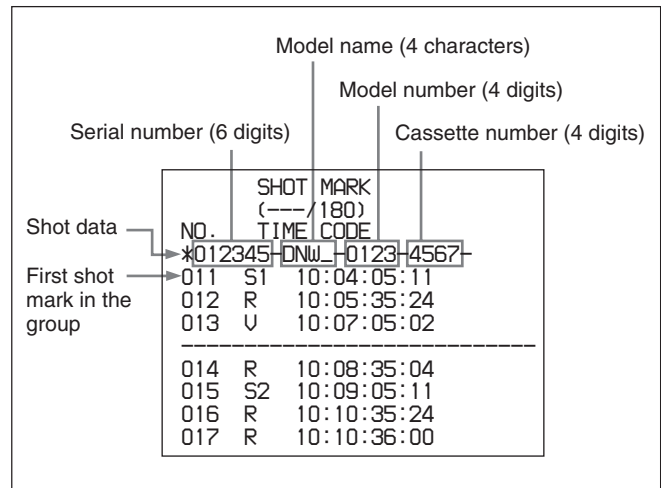 Model name (4 characters)
Model number (4 digits)
Serial number (6 digits)
Cassette number (4 digits)
SHOT MARK
(---/180)
NO. TIME CODE
Shot data
*012345-DNW_-0123-4567-
First shot mark in the group
011 S1 10:04:05:11
012 R 10:05:35:24
013 V 10:07:05:02
----------------------------
014 R 10:08:35:04
015 S2 10:09:05:11
016 R 10:10:35:24
017 R 10:10:36:00